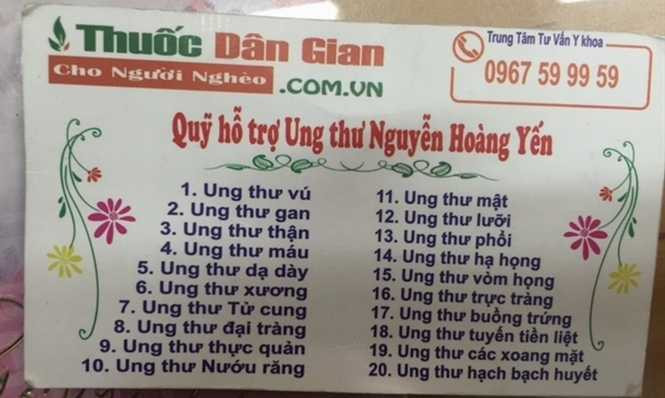 Thuốc Dân Gian
Cho Người Nghèo
.COM.VN
Trung Tâm Tư Vấn Y khoa
0967 59 99 59
Quỹ hỗ trợ Ung thư Nguyễn Hoàng Yến
1. Ung thư vú
2. Ung thư gan
3. Ung thư thận
4. Ung thư máu
5. Ung thư dạ dày
6. Ung thư xương
7. Ung thư Tử cung
8. Ung thư đại tràng
9. Ung thư thực quản
10. Ung thư Nướu răng
11. Ung thư mật
12. Ung thư lưỡi
13. Ung thư phổi
14. Ung thư hạ họng
15. Ung thư vòm họng
16. Ung thư trực tràng
17. Ung thư buồng trứng
18. Ung thư tuyến tiền liệt
19. Ung thư các xoang mặt
20. Ung thư hạch bạch huyết